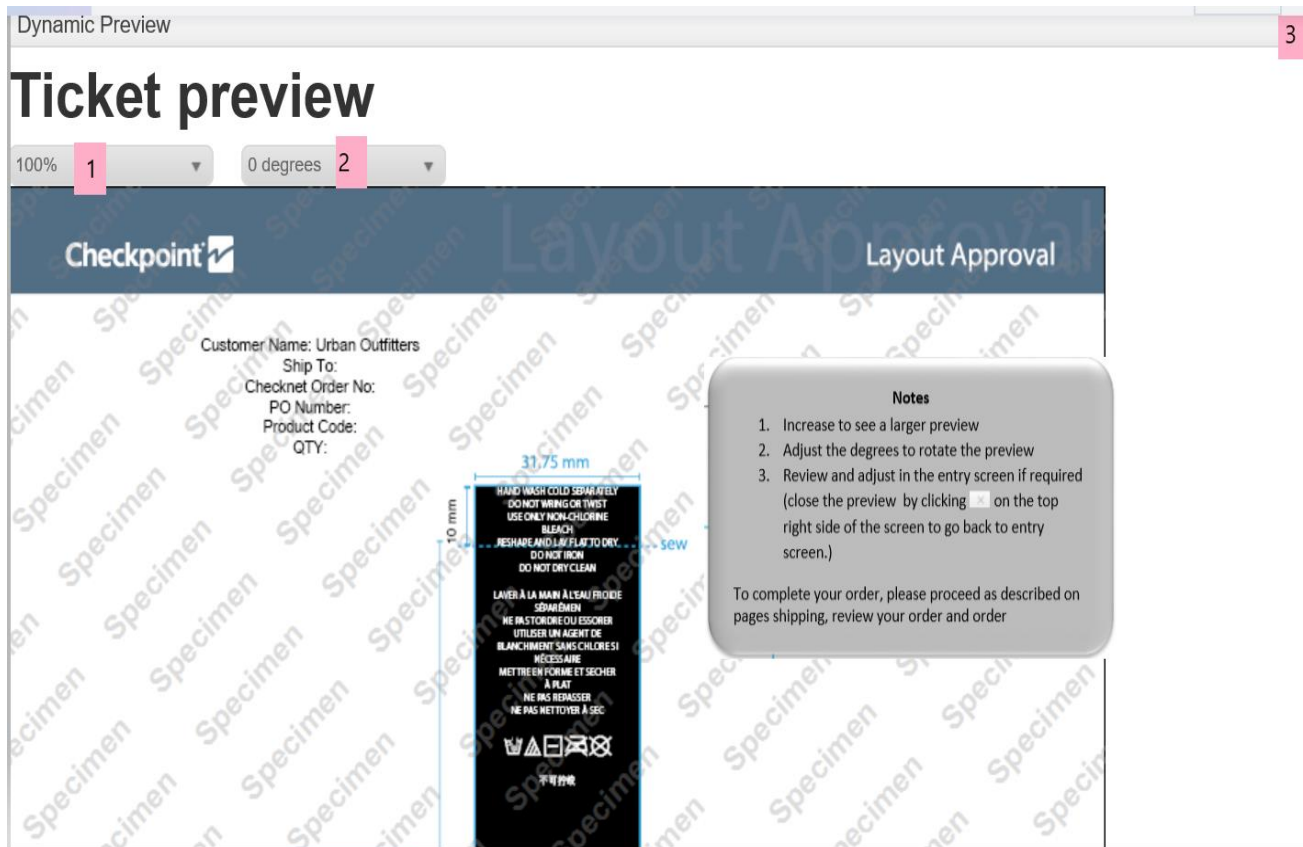 Dynamic Preview
3
Ticket preview
100%
1
0 degrees
2
Layout Approval
Checkpoint
Layout Approval
Customer Name: Urban Outfitters
Ship To:
Checknet Order No:
PO Number:
Product Code:
QTY:
31.75 mm
10 mm
sew
HAND WASH COLD SEPARATELY
DO NOT WRING OR TWIST
USE ONLY NON-CHLORINE
BLEACH
RESHAPE AND LAY FLAT TO DRY
DO NOT IRON
DO NOT DRY CLEAN
LAVER À LA MAIN À L'EAU FROIDE
SÉPARÉMEN
NE PAS TORDRE OU ESSORER
UTILISER UN AGENT DE
BLANCHIMENT SANS CHLORE SI
NÉCESSAIRE
METTRE EN FORME ET SECHER
À PLAT
NE PAS REPASSER
NE PAS NETTOYER À SEC
不可拧绞
Notes
1. Increase to see a larger preview
2. Adjust the degrees to rotate the preview
3. Review and adjust in the entry screen if required
(close the preview by clicking x on the top
right side of the screen to go back to entry
screen.)
To complete your order, please proceed as described on
pages shipping, review your order and order
Specimen